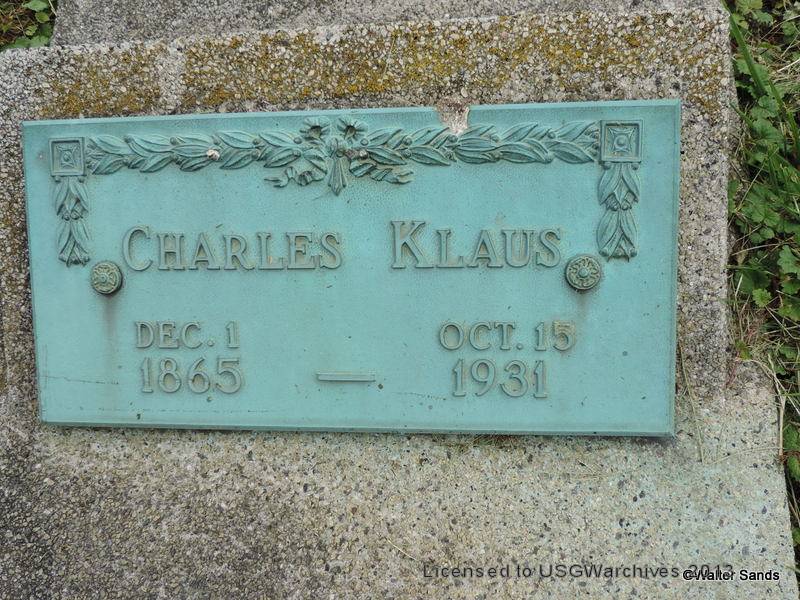 CHARLES KLAUS
DEC. 1 OCT. 15
1865 — 1931
Licensed to USGWarchives 2013
©Walter Sands